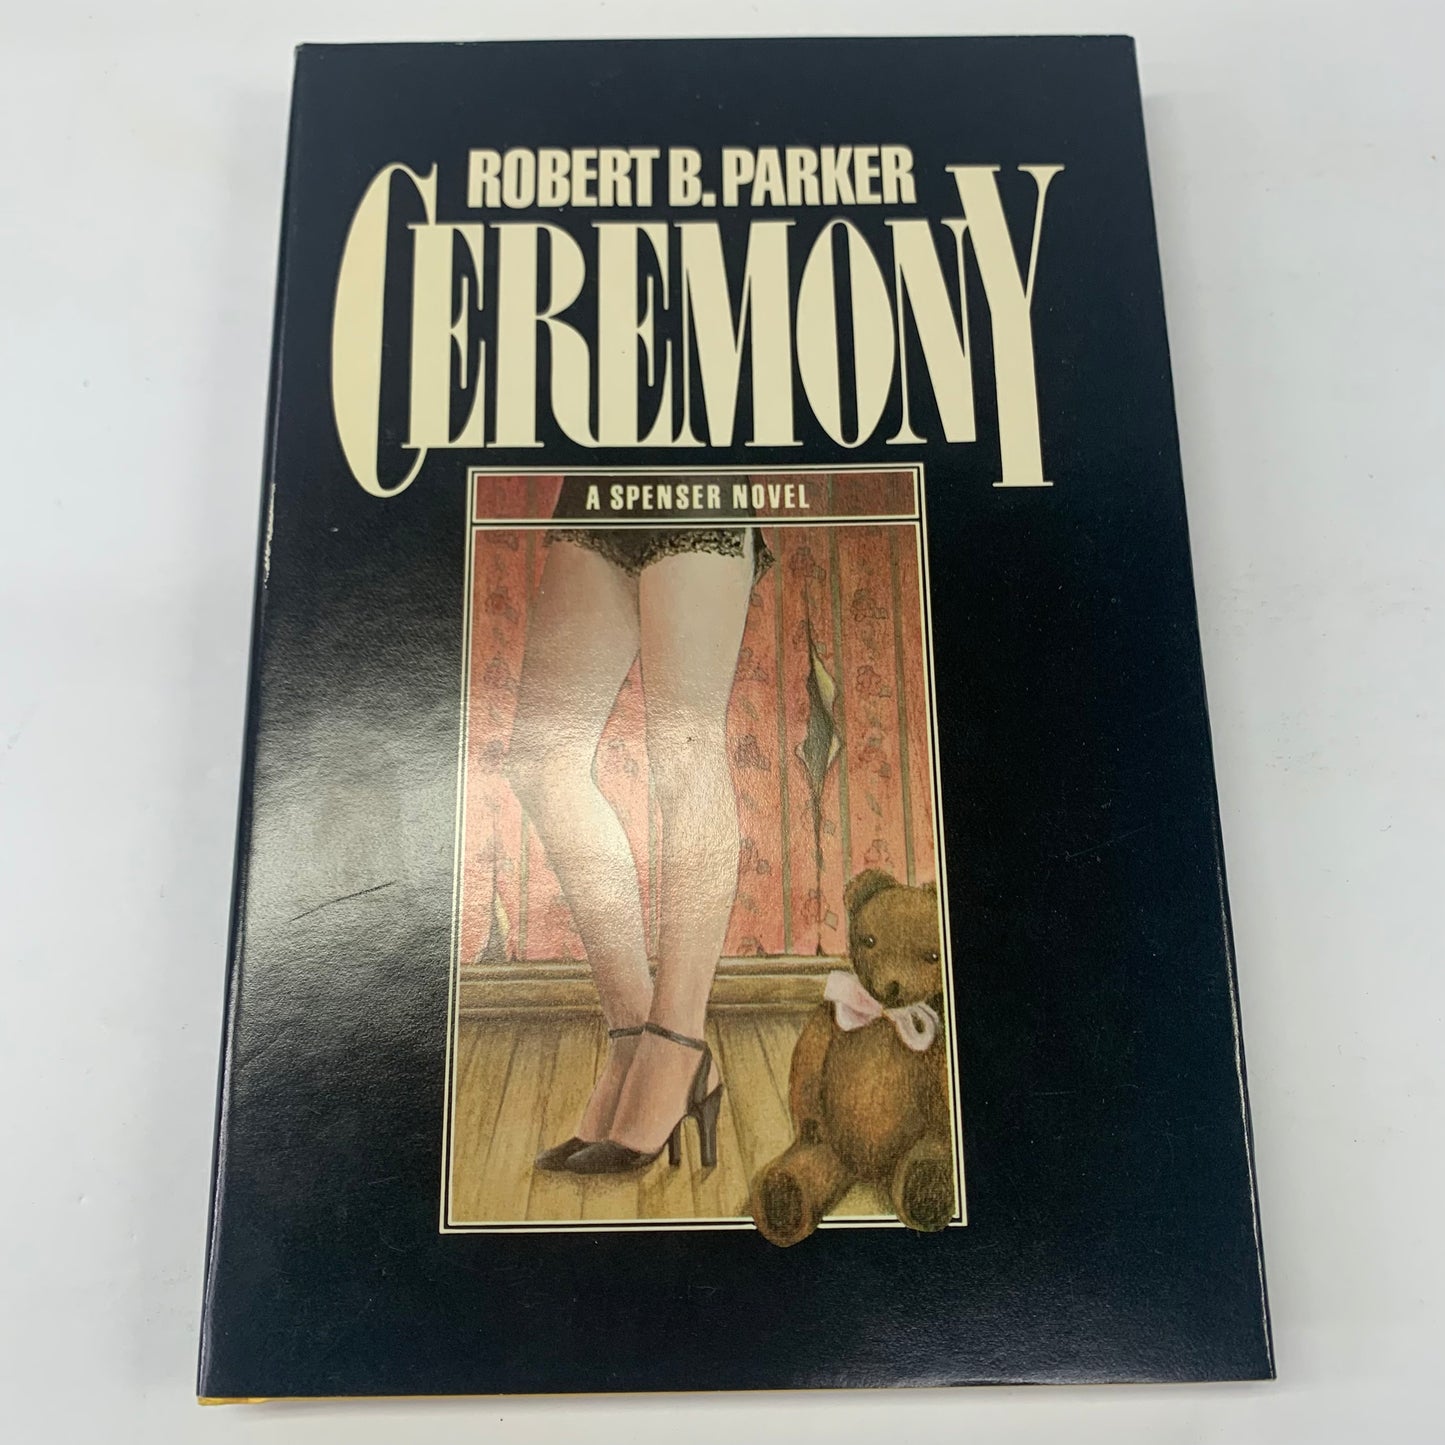 ROBERT B. PARKER
CEREMONY
A SPENSER NOVEL